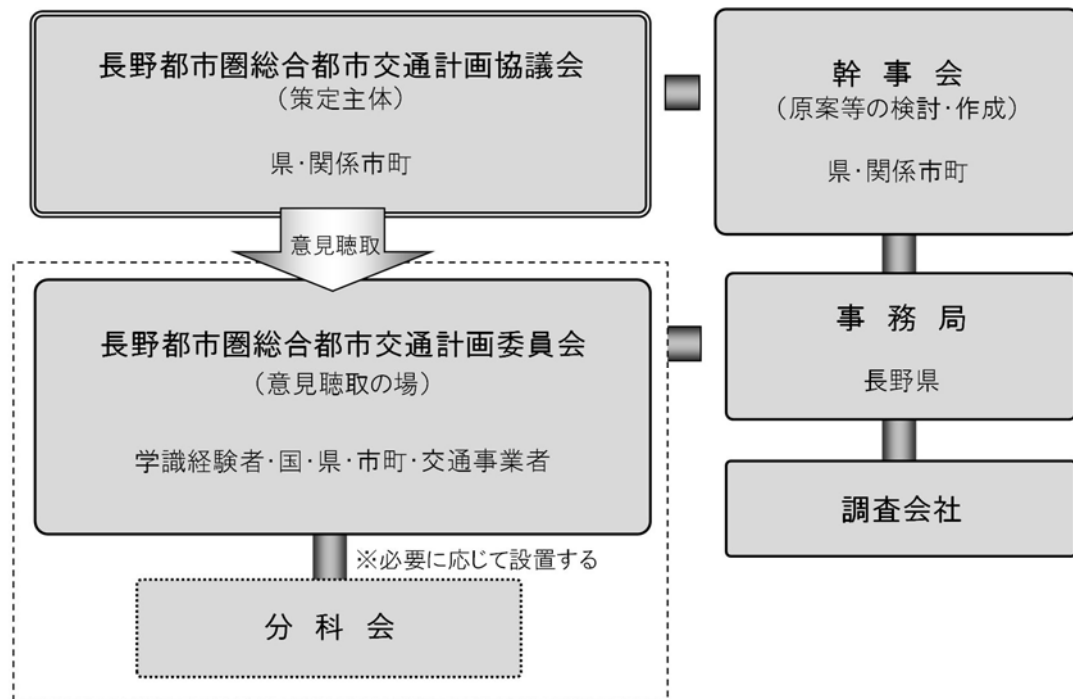 長野都市圏総合都市交通計画協議会
（策定主体）
県・関係市町
幹事会
（原案等の検討・作成）
県・関係市町
意見聴取
長野都市圏総合都市交通計画委員会
（意見聴取の場）
学識経験者・国・県・市町・交通事業者
事務局
長野県
※必要に応じて設置する
分科会
調査会社